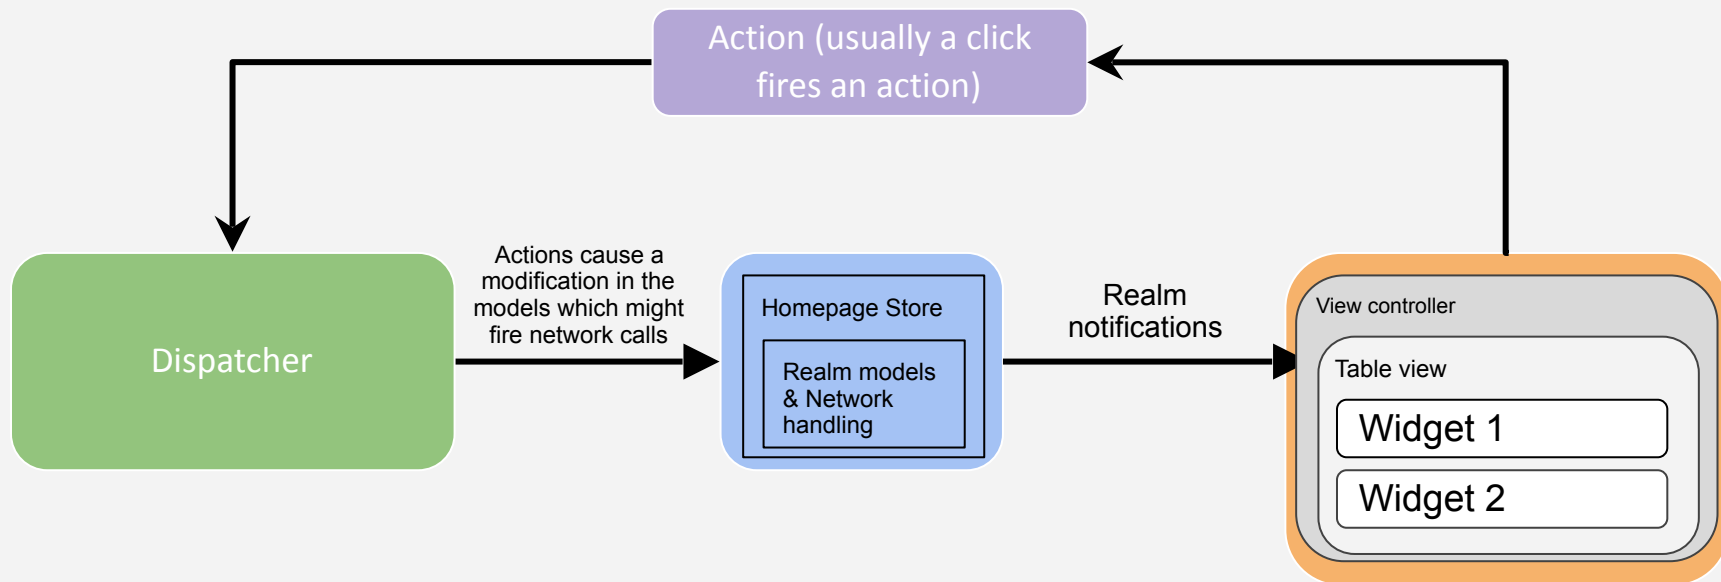 Action (usually a click
fires an action)
Dispatcher
Actions cause a
modification in the
models which might
fire network calls
Homepage Store
Realm models
& Network
handling
Realm
notifications
View controller
Table view
Widget 1
Widget 2